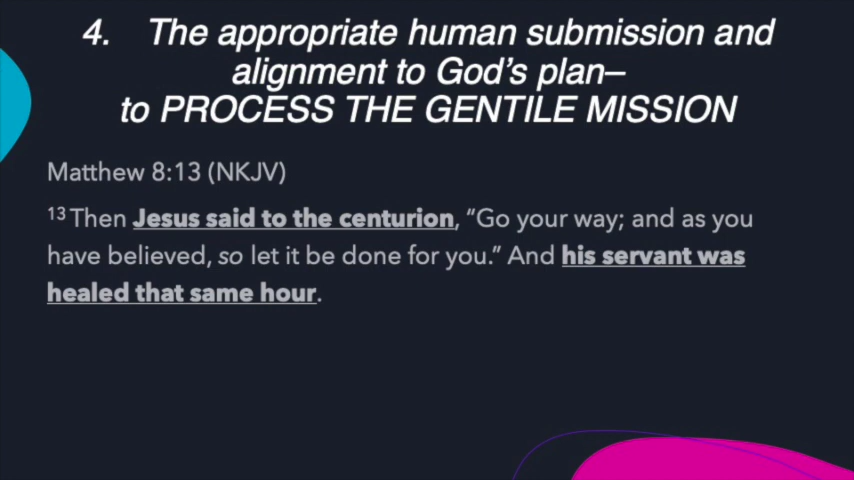 4. The appropriate human submission and
alignment to God's plan–
to PROCESS THE GENTILE MISSION
Matthew 8:13 (NKJV)
13 Then Jesus said to the centurion, “Go your way; and as you
have believed, so let it be done for you.” And his servant was
healed that same hour.